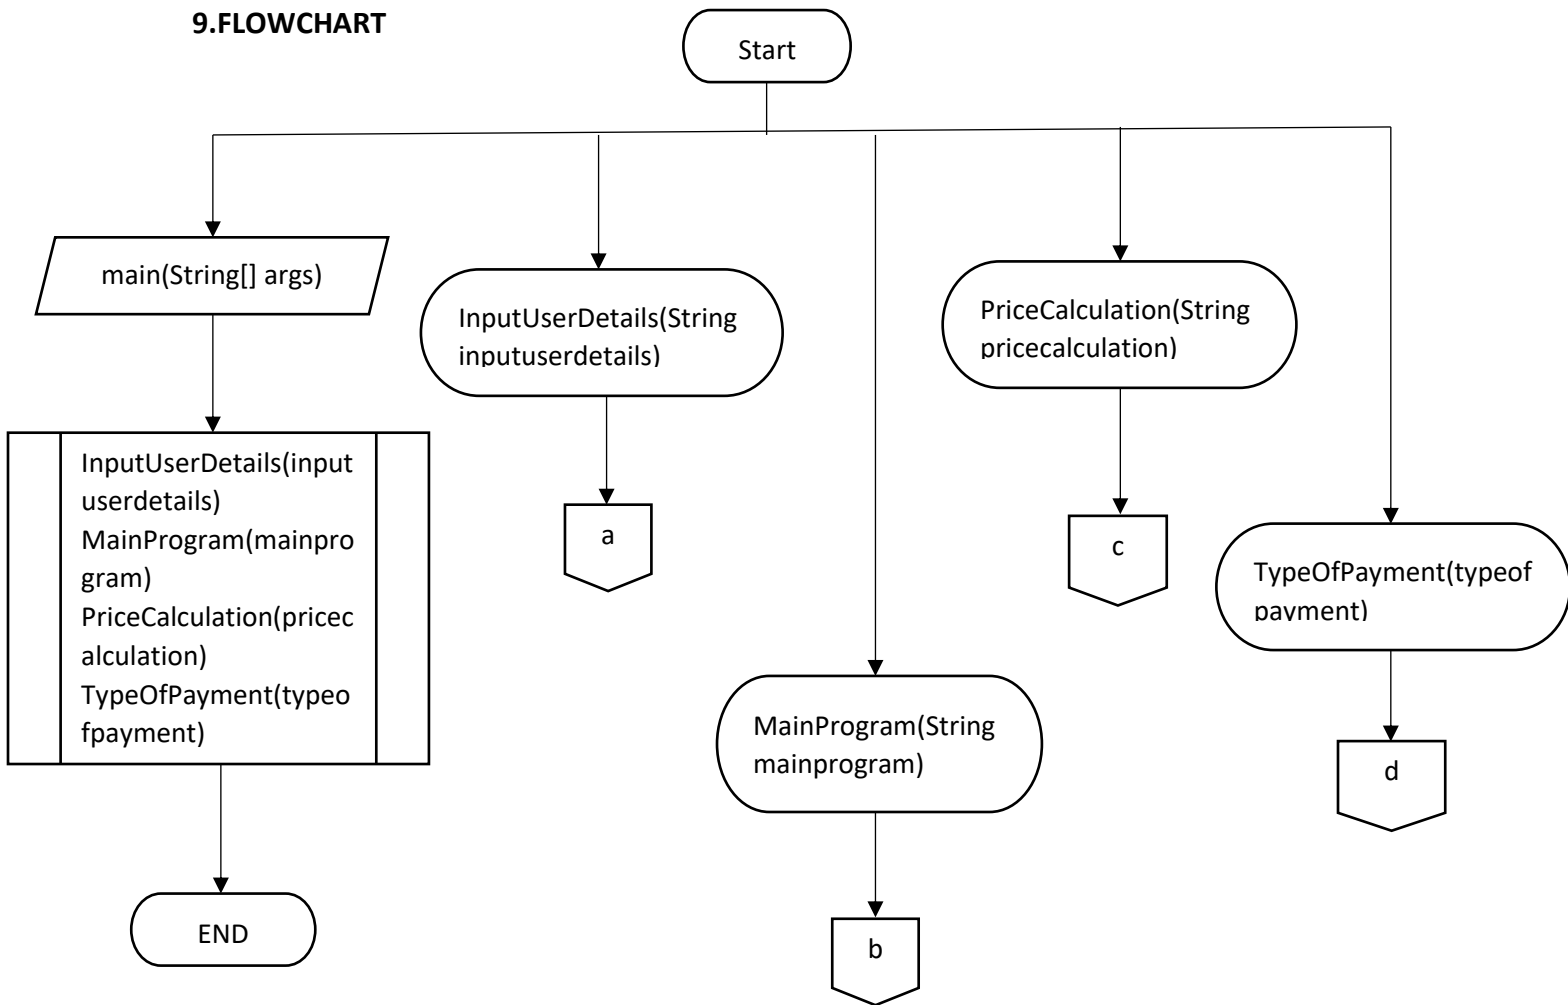 9.FLOWCHART
Start
main(String[] args)
InputUserDetails(String
inputuserdetails)
PriceCalculation(String
pricecalculation)
InputUserDetails(input
userdetails)
MainProgram(mainpro
gram)
PriceCalculation(pricec
alculation)
TypeOfPayment(typeo
fpayment)
a
c
TypeOfPayment(typeof
payment)
MainProgram(String
mainprogram)
d
END
b